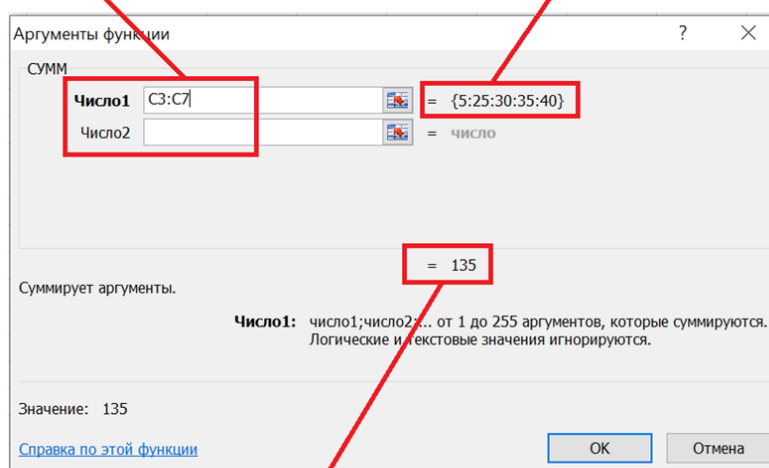 Аргументы функции ?
СУММ
Число1 C3:C7 = {5:25:30:35:40}
Число2 = число
= 135
Суммирует аргументы.
Число1: число1;число2;... от 1 до 255 аргументов, которые суммируются.
Логические и текстовые значения игнорируются.
Значение: 135
Справка по этой функции ОК Отмена